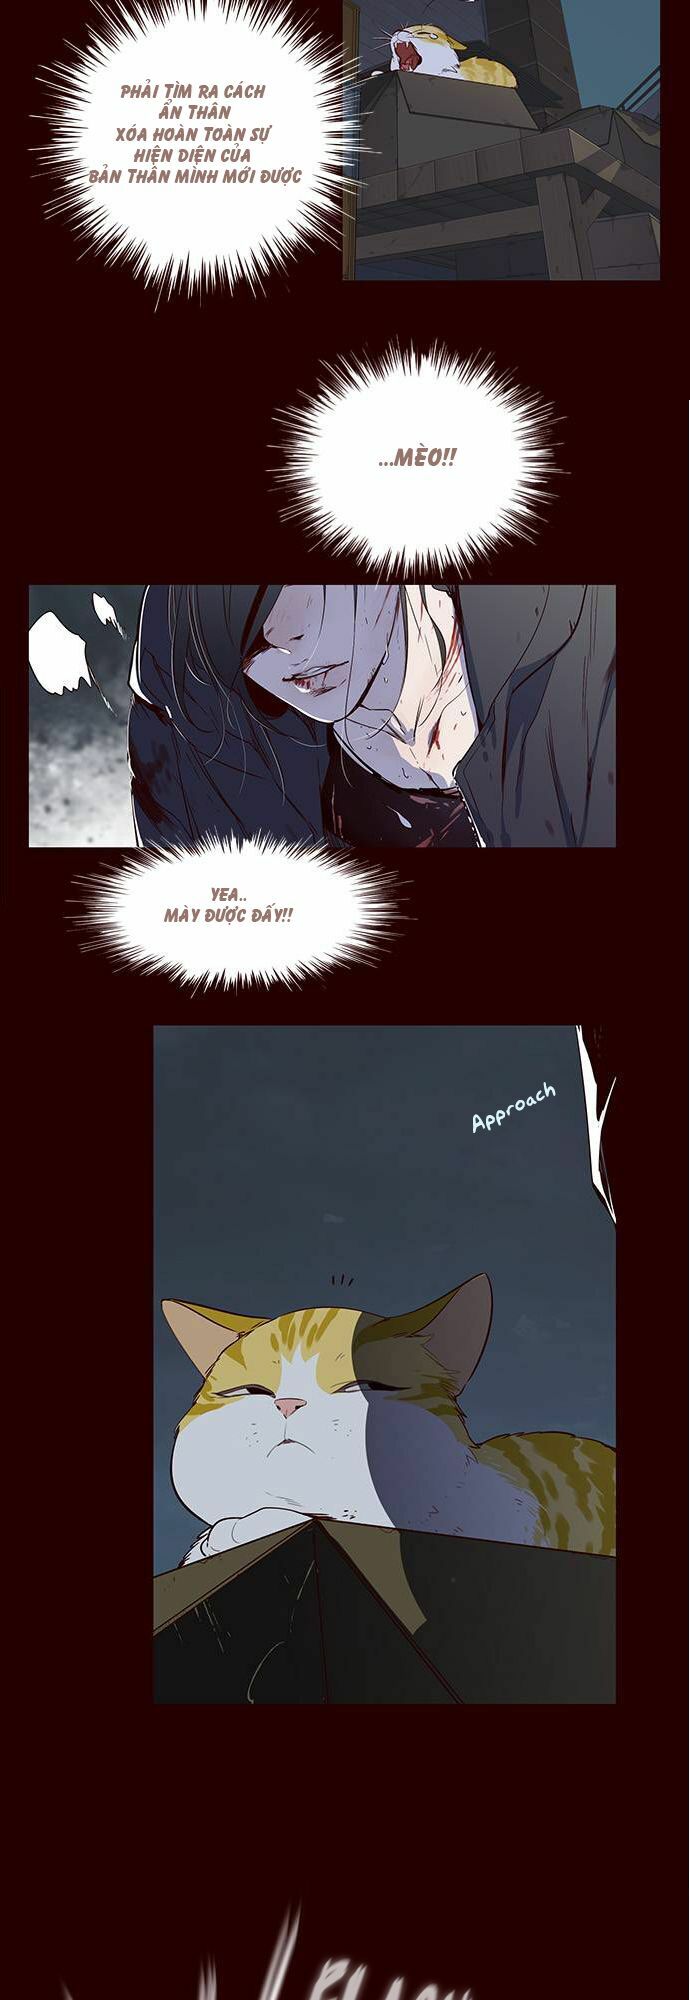 PHẢI TÌM RA CÁCH
ẨN THÂN
XÓA HOÀN TOÀN SỰ
HIỆN DIỆN CỦA
BẢN THÂN MÌNH MỚI ĐƯỢC
...MÈO!!
YEA..
MÀY ĐƯỢC ĐẤY!!
Approach